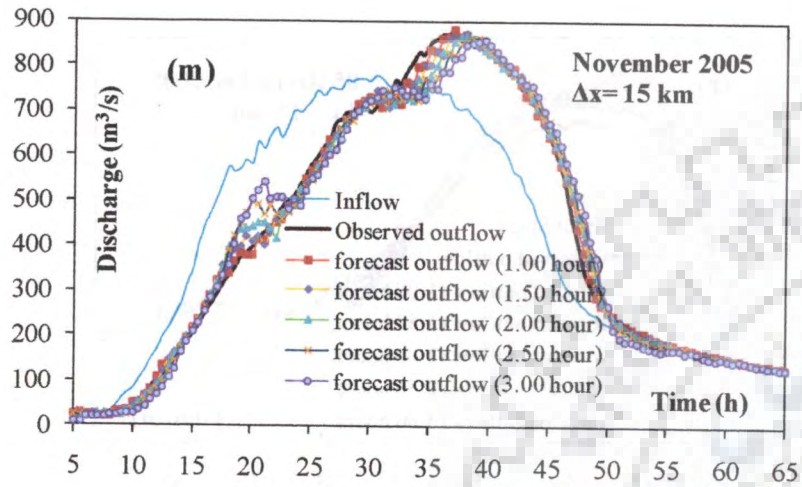 900
800
700
600
500
400
300
200
100
0
Discharge (m³/s)
(m)
November 2005
Δx= 15 km
Inflow
Observed outflow
forecast outflow (1.00 hour)
forecast outflow (1.50 hour)
forecast outflow (2.00 hour)
forecast outflow (2.50 hour)
forecast outflow (3.00 hour)
Time (h)
5 10 15 20 25 30 35 40 45 50 55 60 65